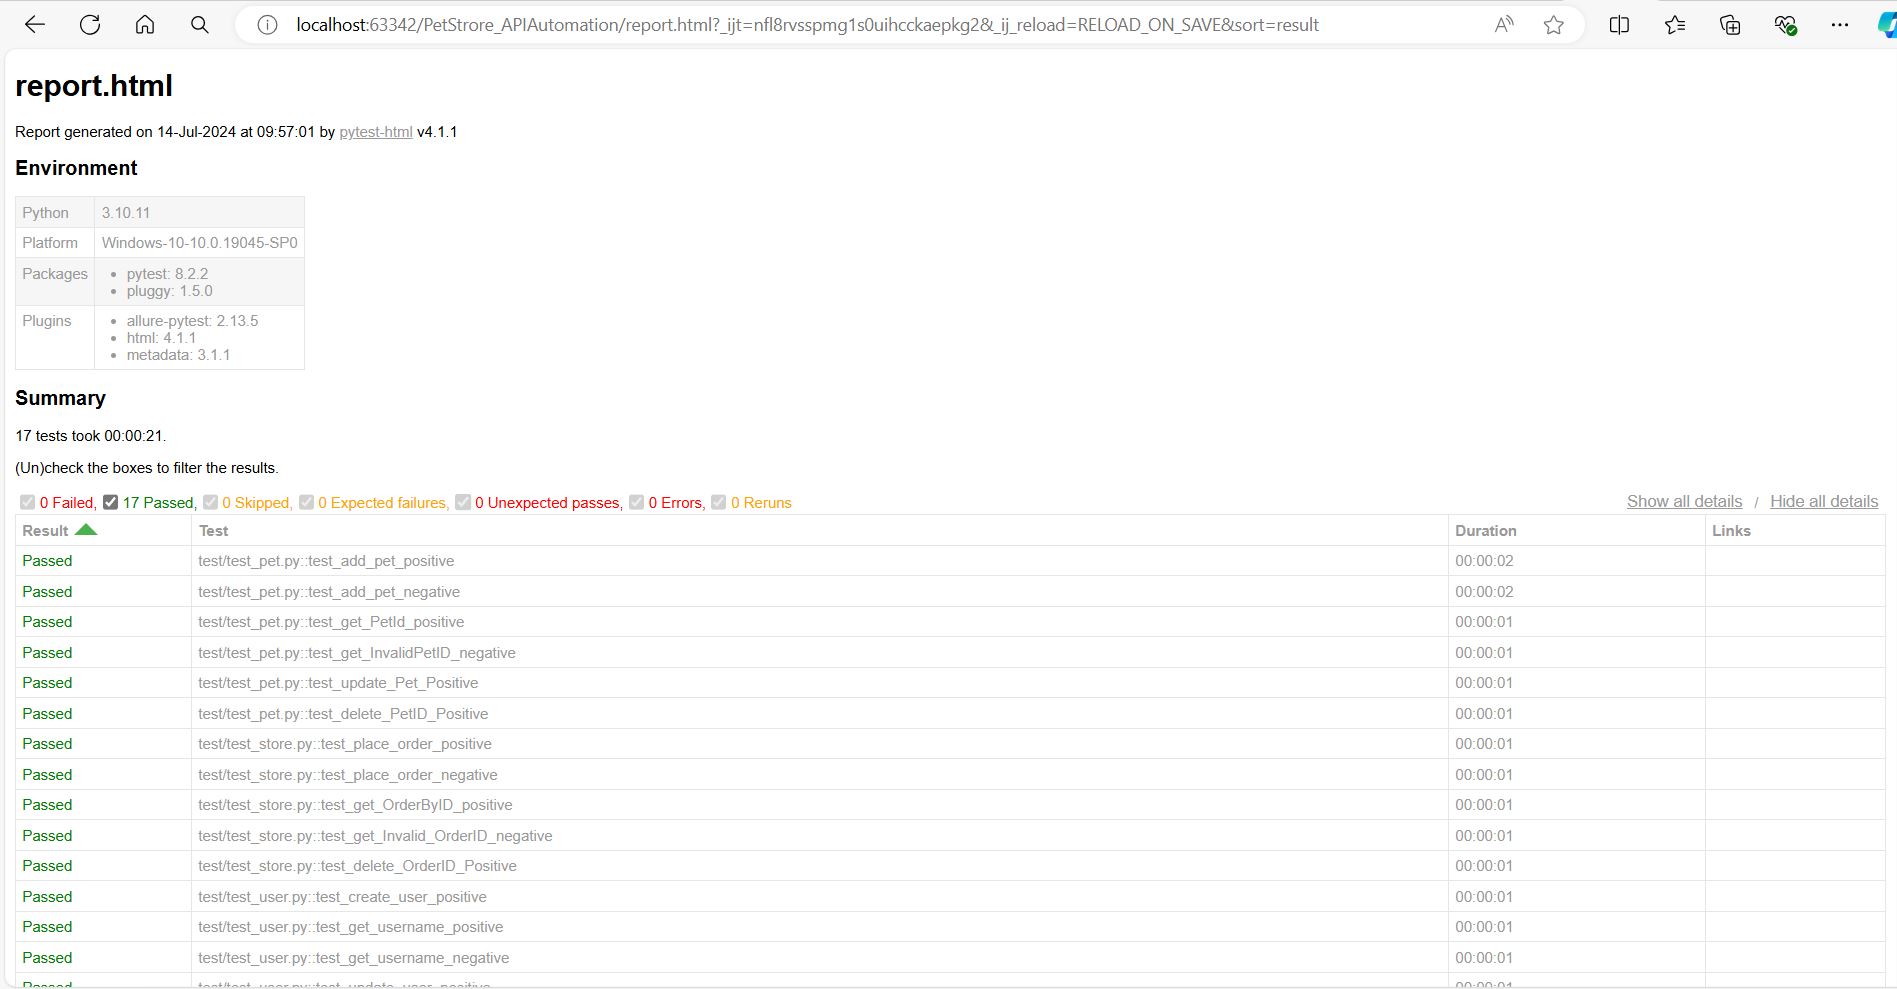 localhost:63342/PetStrore_APIAutomation/report.html?_ijt=nfl8rvsspmg1s0uihcckaepkg2&_ij_reload=RELOAD_ON_SAVE&sort=result
report.html
Report generated on 14-Jul-2024 at 09:57:01 by pytest-html v4.1.1
Environment
Python 3.10.11
Platform Windows-10-10.0.19045-SP0
Packages • pytest: 8.2.2
• pluggy: 1.5.0
Plugins • allure-pytest: 2.13.5
• html: 4.1.1
• metadata: 3.1.1
Summary
17 tests took 00:00:21.
(Un)check the boxes to filter the results.
0 Failed, 17 Passed, 0 Skipped, 0 Expected failures, 0 Unexpected passes, 0 Errors, 0 Reruns Show all details / Hide all details
Result Test Duration Links
Passed test/test_pet.py::test_add_pet_positive 00:00:02
Passed test/test_pet.py::test_add_pet_negative 00:00:02
Passed test/test_pet.py::test_get_PetId_positive 00:00:01
Passed test/test_pet.py::test_get_InvalidPetID_negative 00:00:01
Passed test/test_pet.py::test_update_Pet_Positive 00:00:01
Passed test/test_pet.py::test_delete_PetID_Positive 00:00:01
Passed test/test_store.py::test_place_order_positive 00:00:01
Passed test/test_store.py::test_place_order_negative 00:00:01
Passed test/test_store.py::test_get_OrderByID_positive 00:00:01
Passed test/test_store.py::test_get_Invalid_OrderID_negative 00:00:01
Passed test/test_store.py::test_delete_OrderID_Positive 00:00:01
Passed test/test_user.py::test_create_user_positive 00:00:01
Passed test/test_user.py::test_get_username_positive 00:00:01
Passed test/test_user.py::test_get_username_negative 00:00:01
Passed test/test_user.py::test_update_user_positive 00:00:01